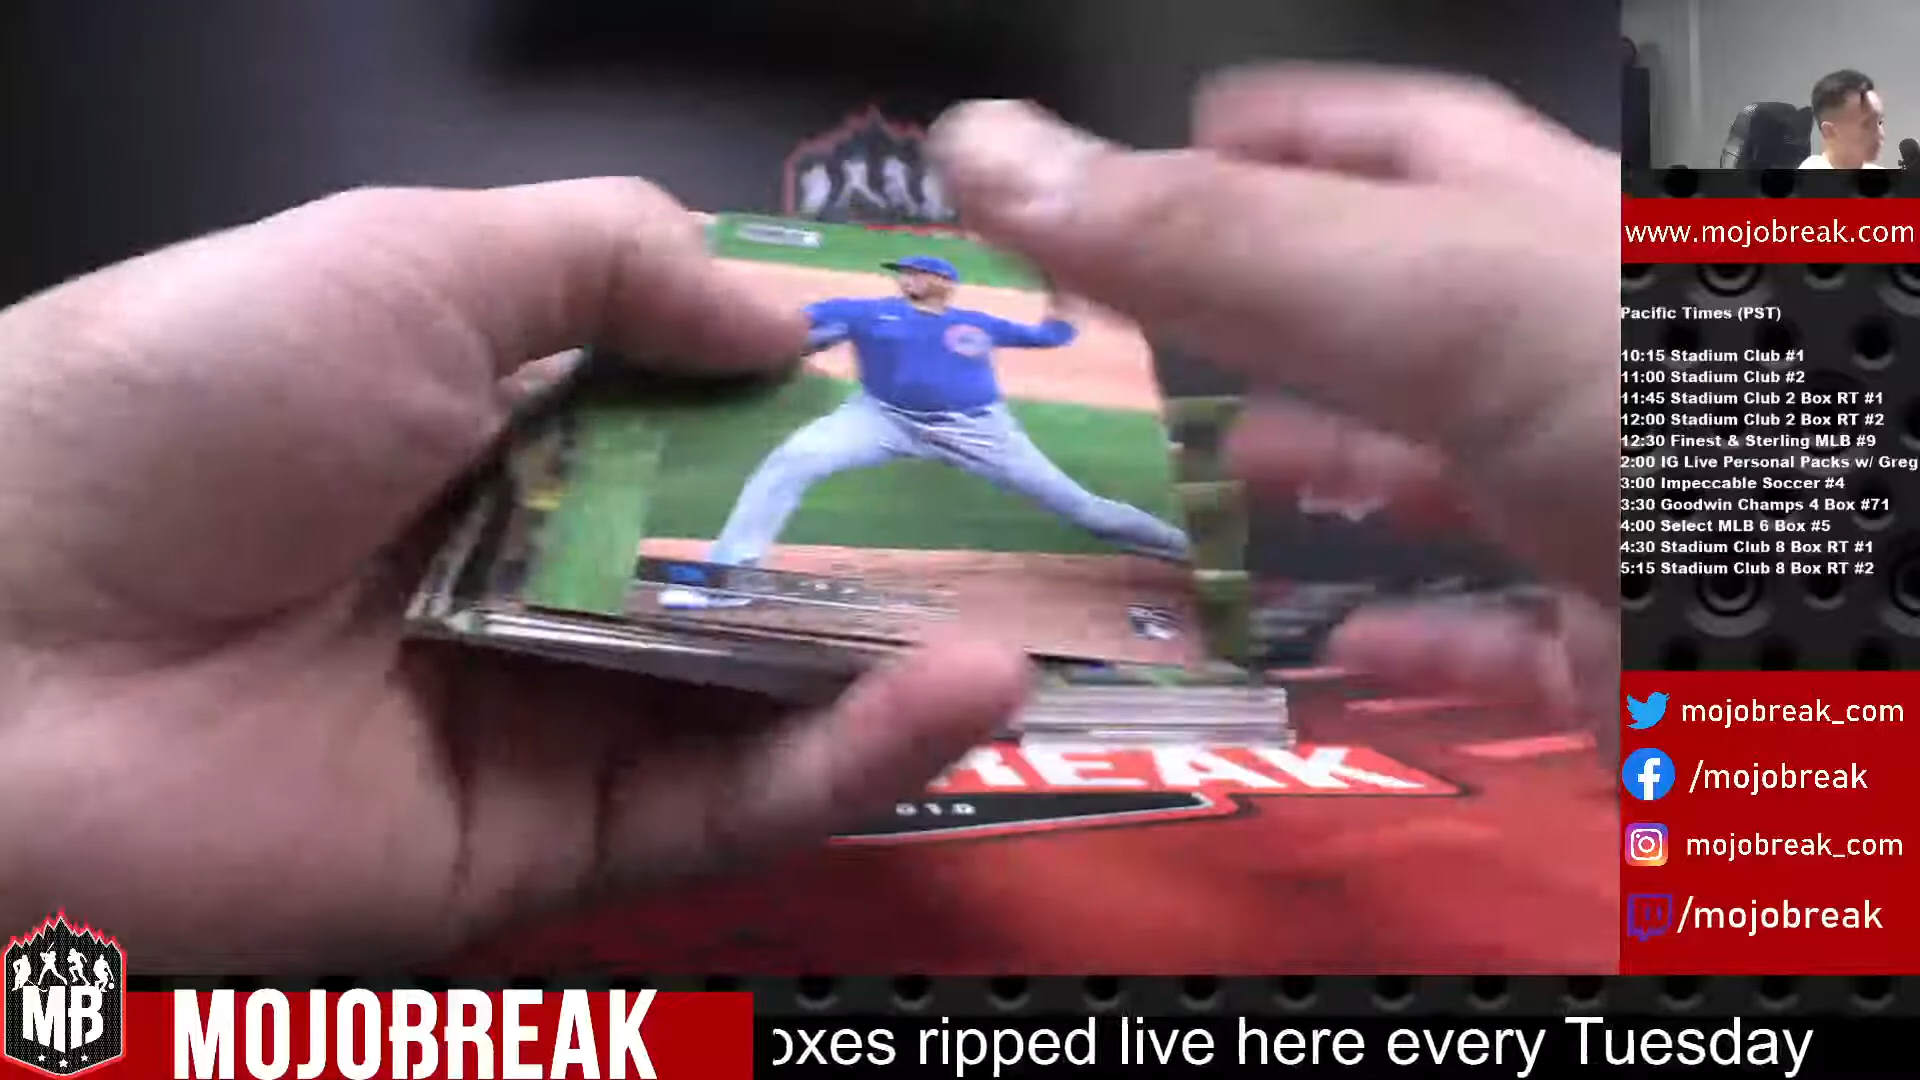 www.mojobreak.com
Pacific Times (PST)
10:15 Stadium Club #1
11:00 Stadium Club #2
11:45 Stadium Club 2 Box RT #1
12:00 Stadium Club 2 Box RT #2
12:30 Finest & Sterling MLB #9
2:00 IG Live Personal Packs w/ Greg
3:00 Impeccable Soccer #4
3:30 Goodwin Champs 4 Box #71
4:00 Select MLB 6 Box #5
4:30 Stadium Club 8 Box RT #1
5:15 Stadium Club 8 Box RT #2
REAK
mojobreak_com
/mojobreak
mojobreak_com
/mojobreak
MB
MOJOBREAK
oxes ripped live here every Tuesday